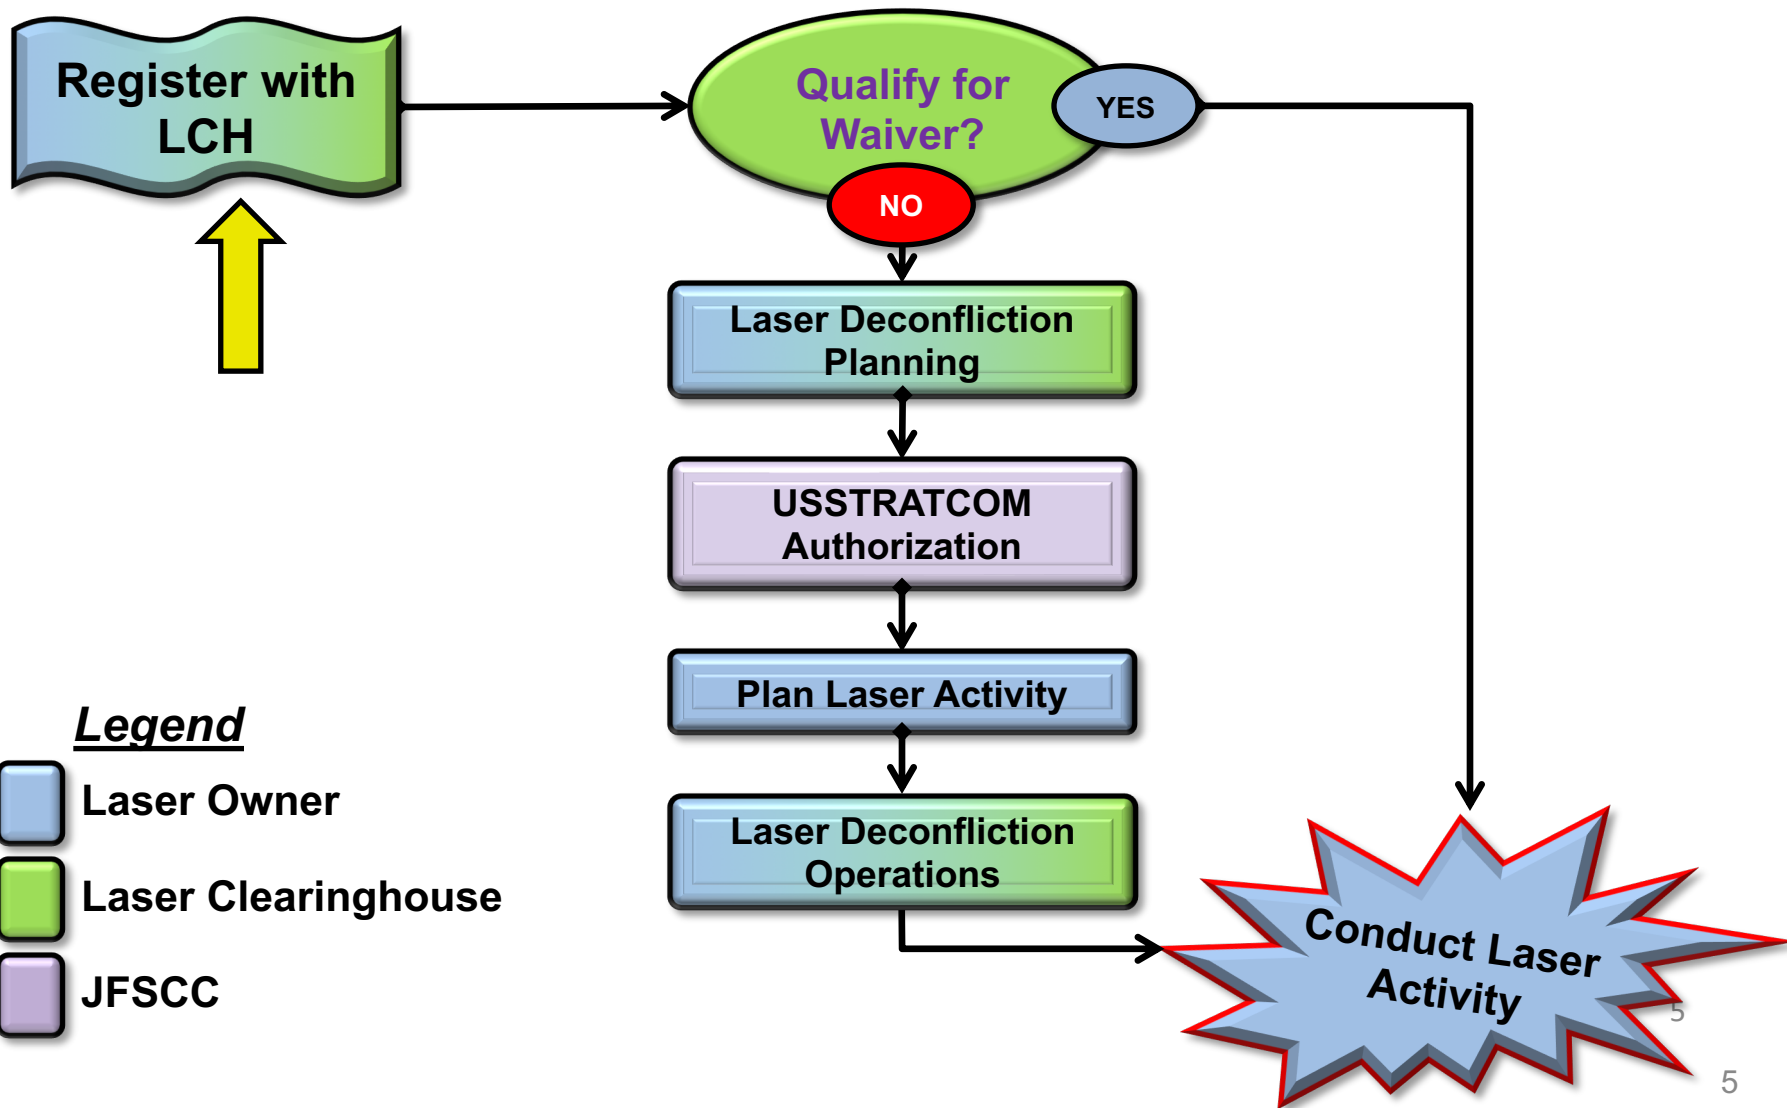 Register with
LCH
Qualify for
Waiver?
YES
NO
Laser Deconfliction
Planning
USSTRATCOM
Authorization
Plan Laser Activity
Laser Deconfliction
Operations
Conduct Laser
Activity
Legend
Laser Owner
Laser Clearinghouse
JFSCC
5
5